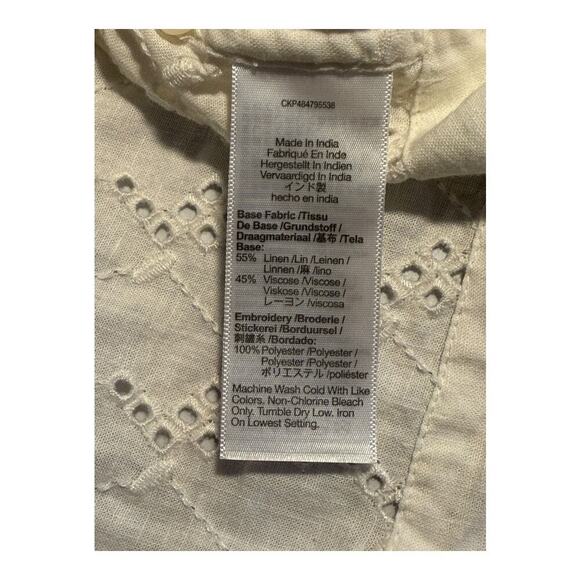 CKP484795538
Made In India
Fabriqué En Inde
Hergestellt In Indien
Vervaardigd In India
インド製
hecho en india
Base Fabric /Tissu
De Base /Grundstoff /
Draagmateriaal /基布 /Tela
Base:
55% Linen /Lin /Leinen /
Linnen /麻 /lino
45% Viscose /Viscose /
Viskose /Viscose /
レーヨン /viscosa
Embroidery /Broderie /
Stickerei /Borduursel /
刺繍糸 /Bordado:
100% Polyester /Polyester /
Polyester /Polyester /
ポリエステル /poliéster
Machine Wash Cold With Like
Colors. Non-Chlorine Bleach
Only. Tumble Dry Low. Iron
On Lowest Setting.